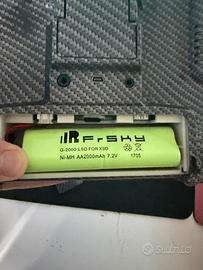 FrSKY
G-2000 LSD FOR X9D
Ni-MH AA2000mAh 7.2V 1705
subito